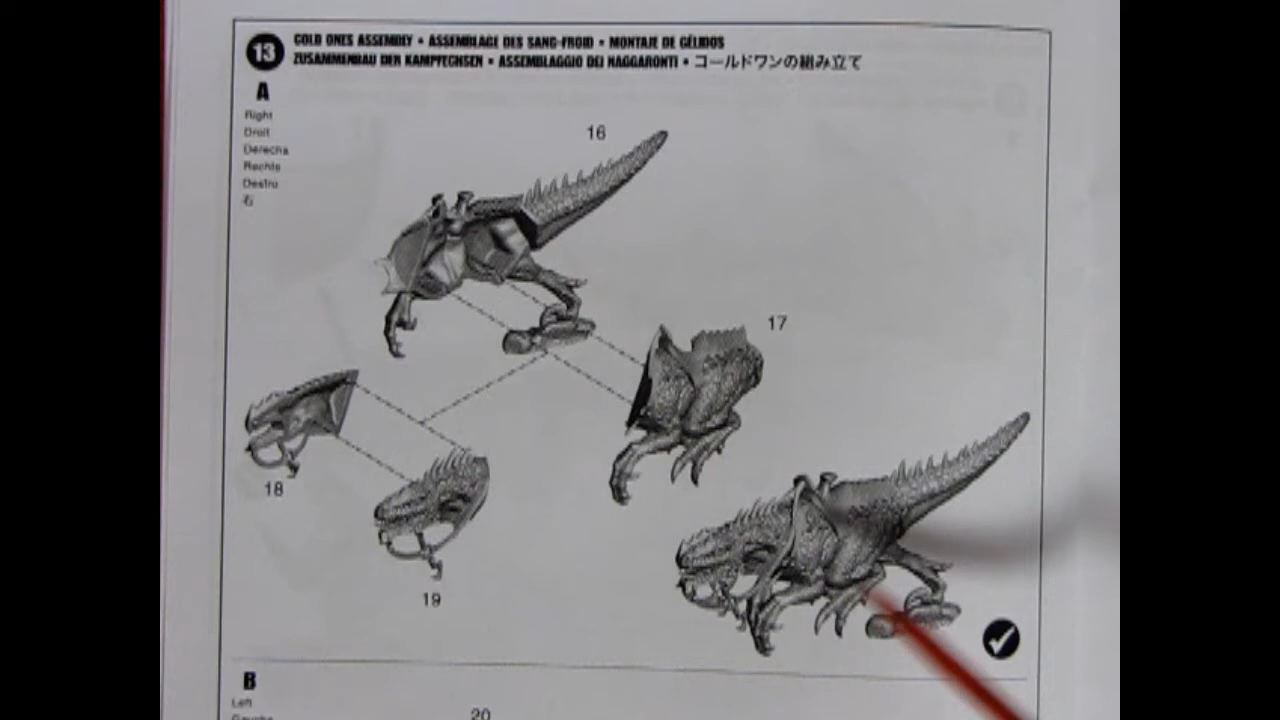 13
COLD ONES ASSEMBLY • ASSEMBLAGE DES SANG-FROID • MONTAJE DE GÉLIDOS
ZUSAMMENBAU DER KAMPFECHSEN • ASSEMBLAGGIO DEI NAGGARONTI • コールドワンの組み立て
A
Right
Droit
Derecha
Rechts
Destro
右
16
17
18
19
B
Left
Gauche
20